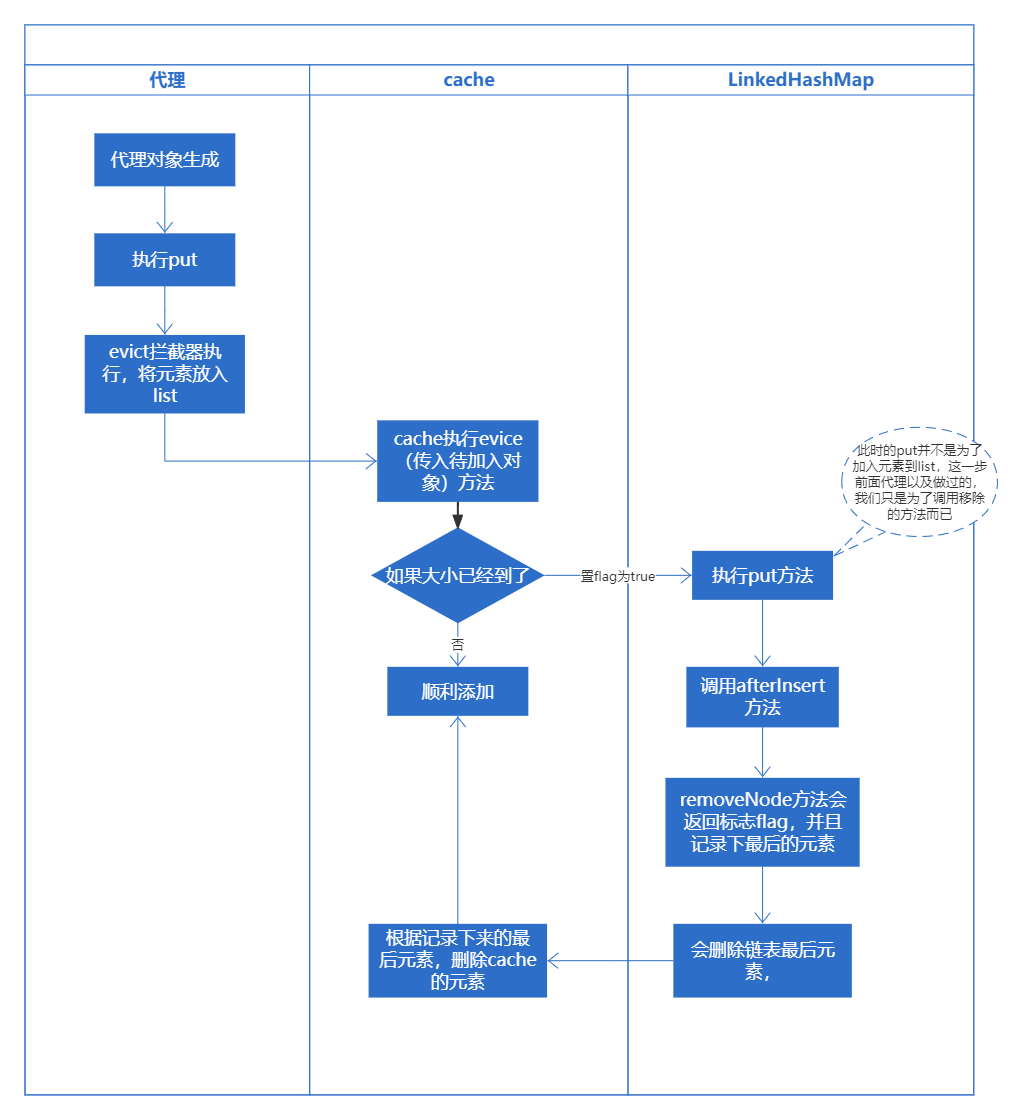 代理
cache
LinkedHashMap
代理对象生成
执行put
evict拦截器执
行，将元素放入
list
cache执行evice
（传入待加入对
象）方法
如果大小已经到了
置flag为true
否
顺利添加
此时的put并不是为了
加入元素到list，这一步
前面代理以及做过的，
我们只是为了调用移除
的方法而已
执行put方法
调用afterInsert
方法
removeNode方法会
返回标志flag，并且
记录下最后的元素
会删除链表最后元
素，
根据记录下来的最
后元素，删除cache
的元素